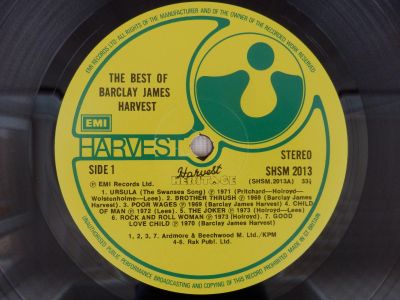 EMI RECORDS LTD. ALL RIGHTS OF THE MANUFACTURER AND OF THE OWNER OF THE RECORDED WORK RESERVED
THE BEST OF
BARCLAY JAMES
HARVEST
EMI
HARVEST
SIDE 1
STEREO
Harvest
HERITAGE
SHSM 2013
℗ EMI Records Ltd.
(SHSM.2013A) 33⅓
1. URSULA (The Swansea Song) ℗ 1971 (Pritchard—Holroyd—
Wolstenholme—Lees) 2. BROTHER THRUSH ℗ 1969 (Barclay James
Harvest) 3. POOR WAGES ℗ 1969 (Barclay James Harvest) 4. CHILD
OF MAN ℗ 1972 (Lees) 5. THE JOKER ℗ 1973 (Holroyd—Lees)
6. ROCK AND ROLL WOMAN ℗ 1973 (Holroyd) 7. GOOD
LOVE CHILD ℗ 1970 (Barclay James Harvest)
1, 2, 3, 7. Ardmore & Beechwood M. Ltd./KPM
4-6. Rak Publ. Ltd.
UNAUTHORISED PUBLIC PERFORMANCE BROADCASTING AND COPYING OF THIS RECORD PROHIBITED MADE IN GT BRITAIN